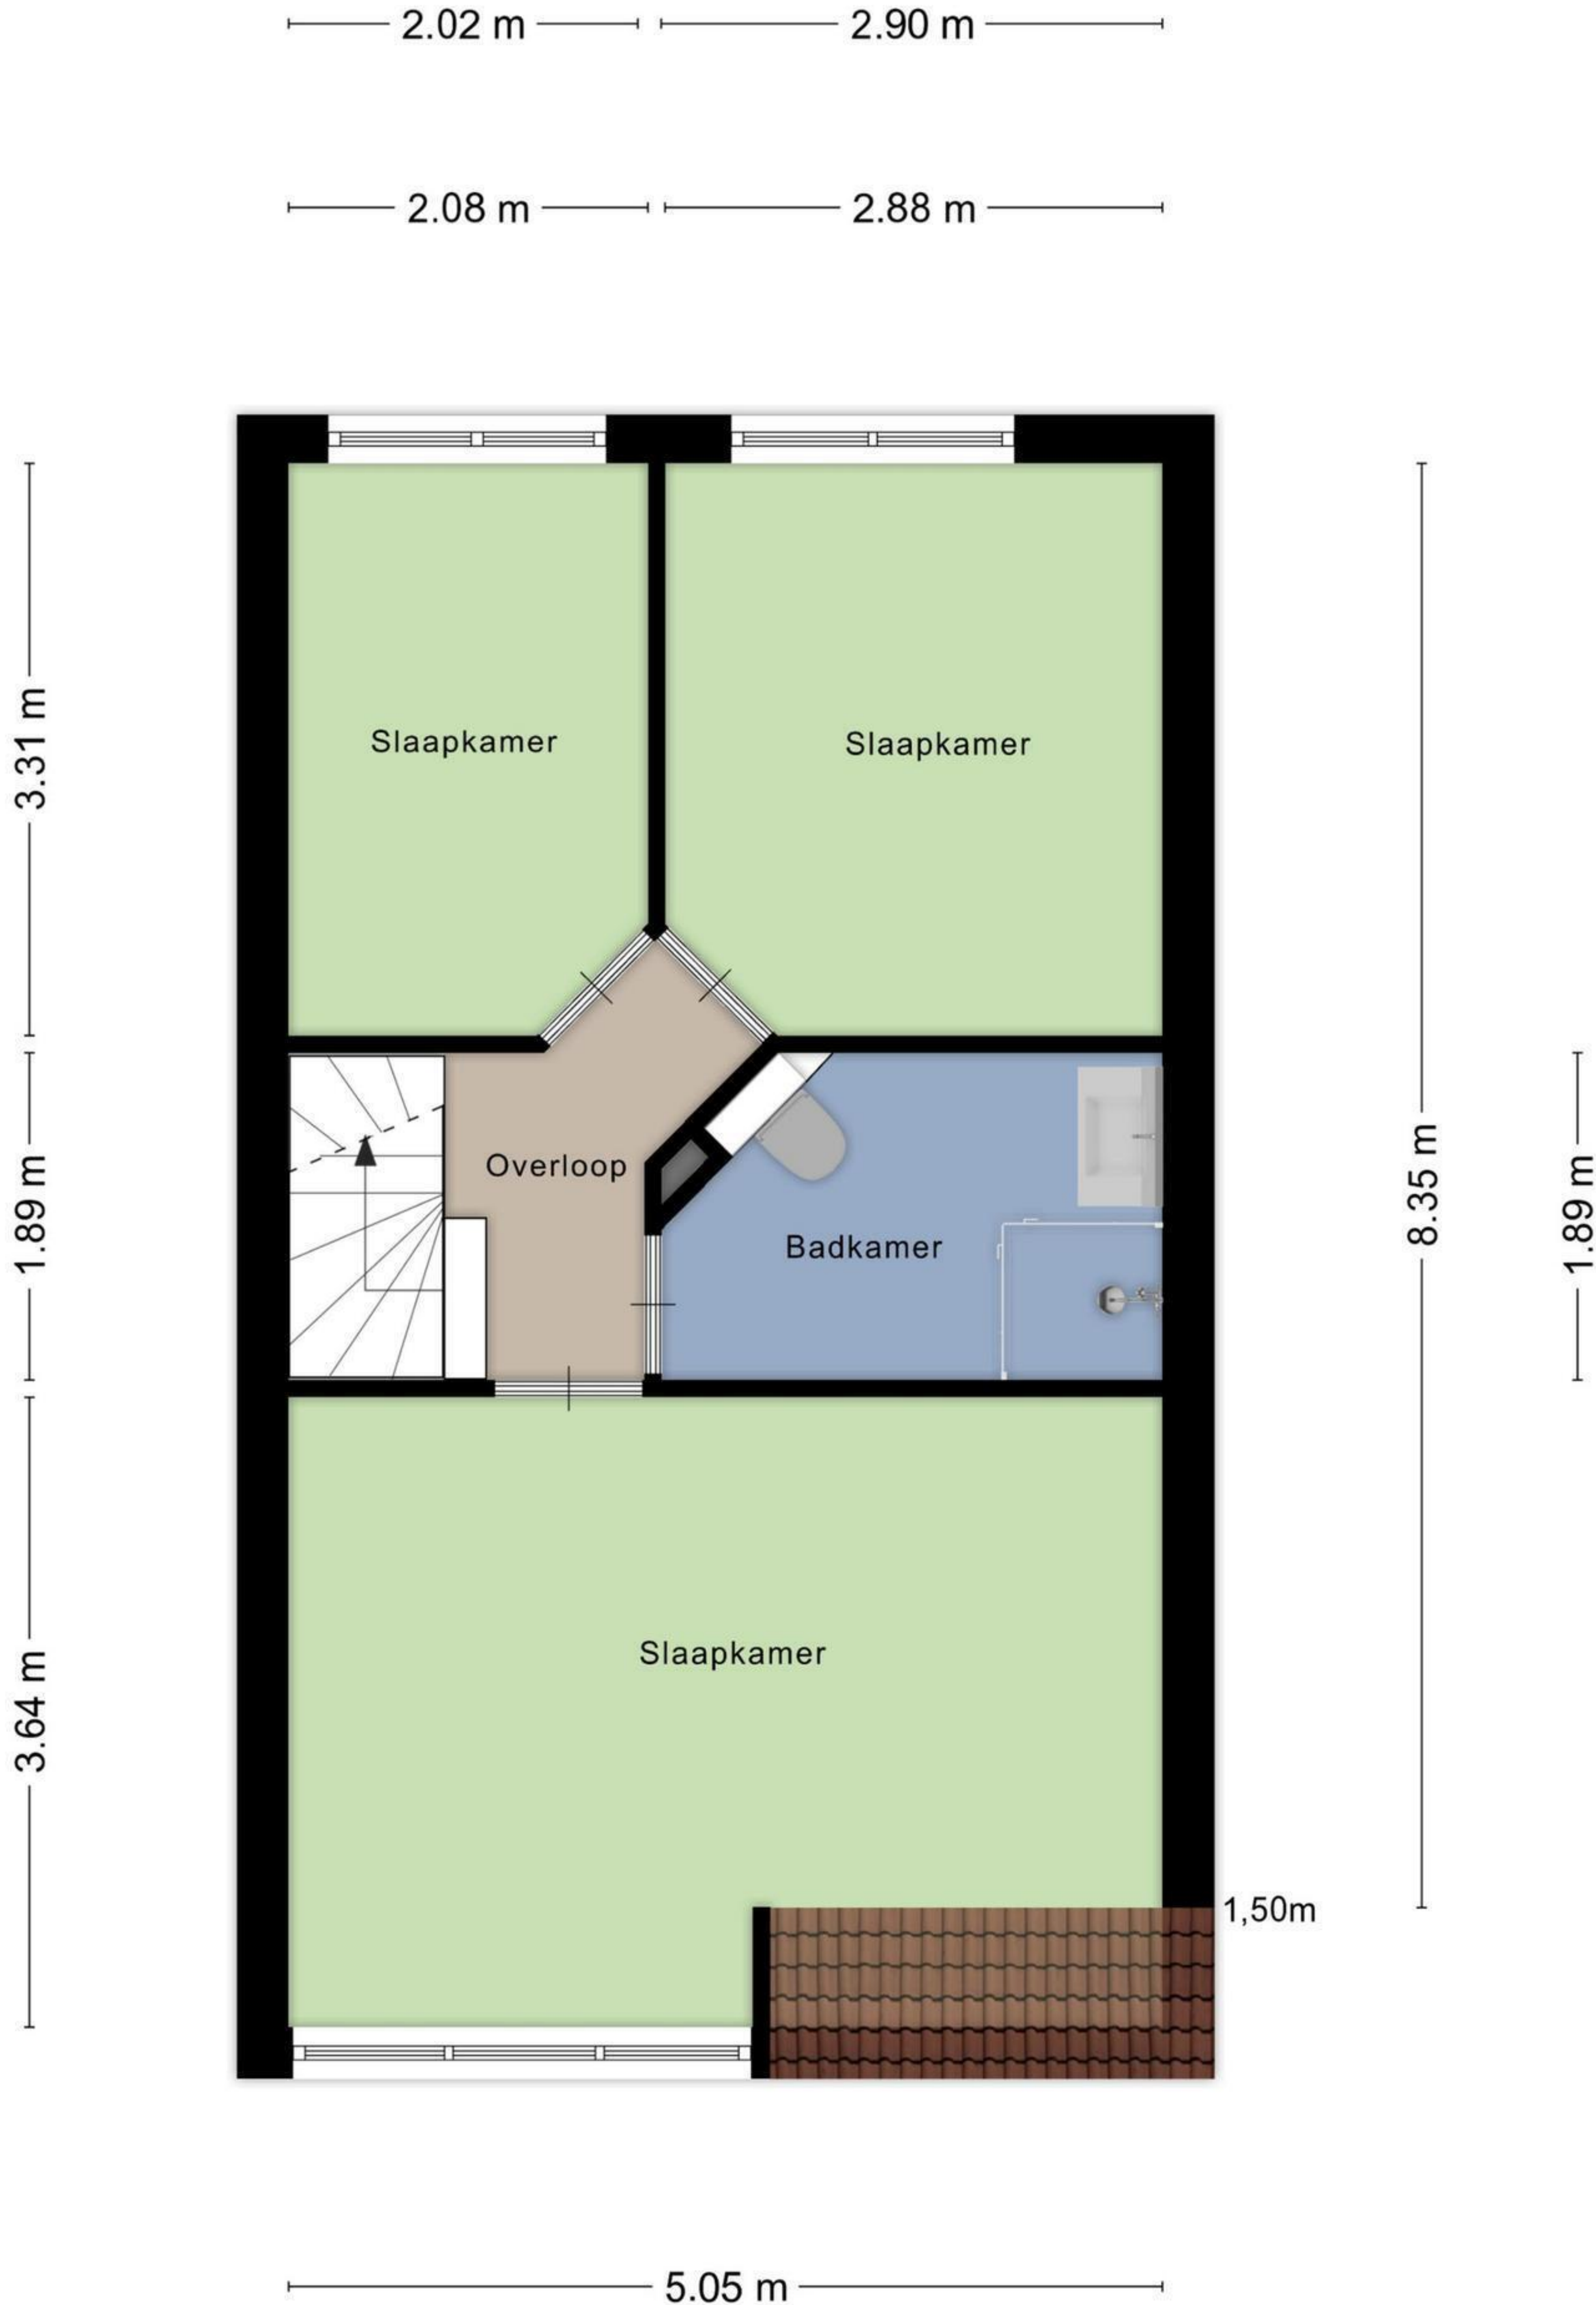 2.02 m
2.90 m
2.08 m
2.88 m
3.31 m
Slaapkamer
Slaapkamer
1.89 m
Overloop
Badkamer
8.35 m
1.89 m
3.64 m
Slaapkamer
1,50m
5.05 m